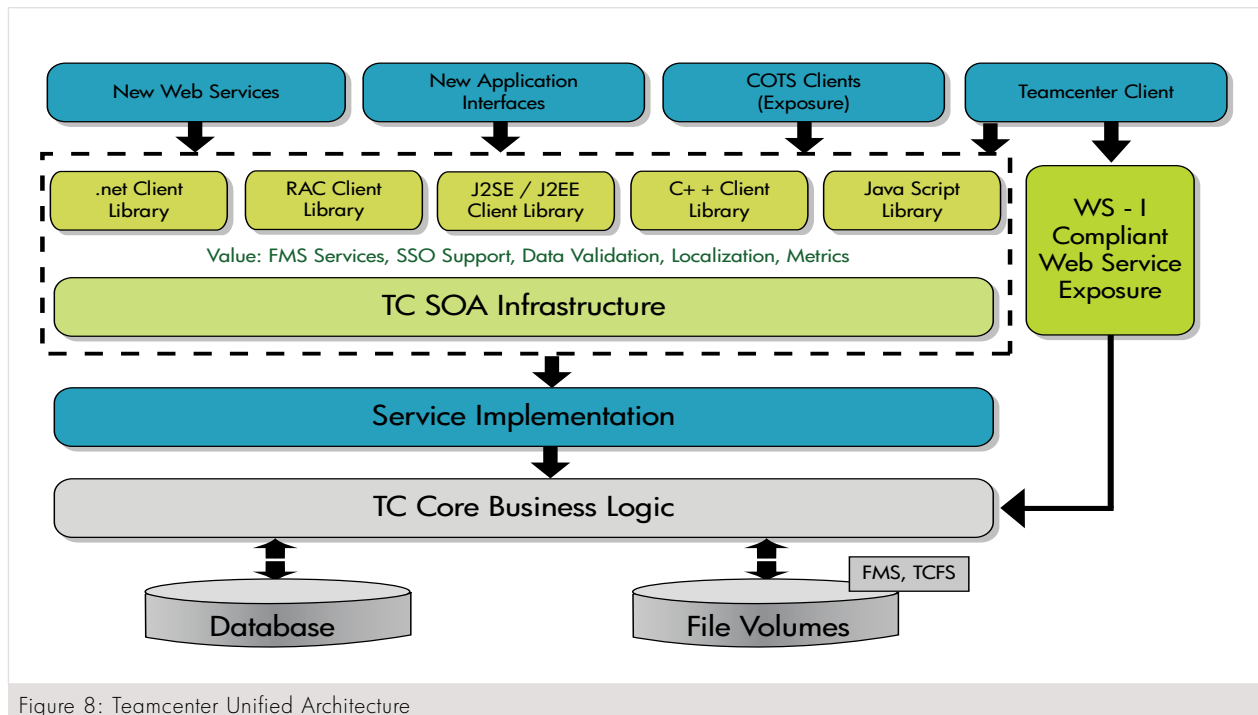 New Web Services
New Application
Interfaces
COTS Clients
(Exposure)
Teamcenter Client
.net Client
Library
RAC Client
Library
J2SE / J2EE
Client Library
C+ + Client
Library
Java Script
Library
WS - I
Compliant
Web Service
Exposure
Value: FMS Services, SSO Support, Data Validation, Localization, Metrics
TC SOA Infrastructure
Service Implementation
TC Core Business Logic
FMS, TCFS
Database
File Volumes
Figure 8: Teamcenter Unified Architecture